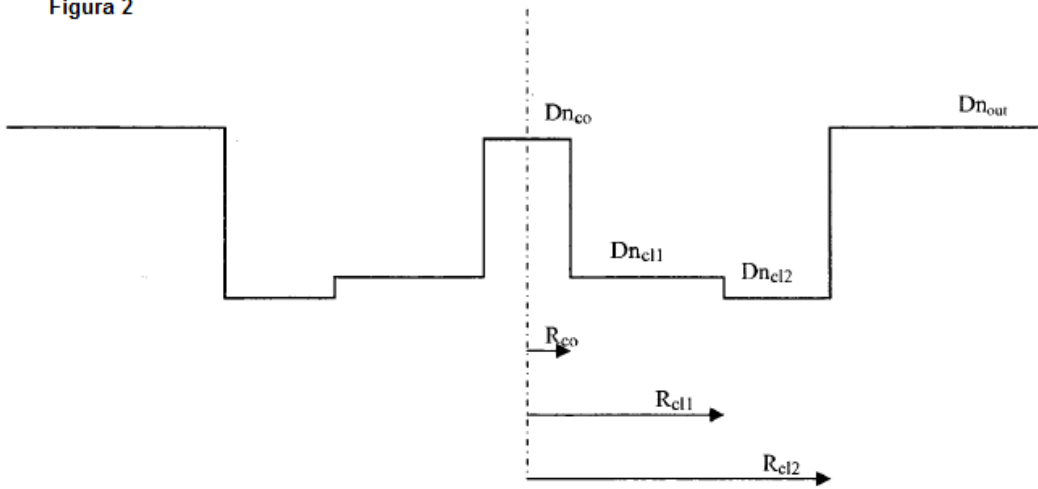 Figura 2
Dn_out
Dn_co
Dn_cl1
Dn_cl2
R_co
R_cl1
R_cl2